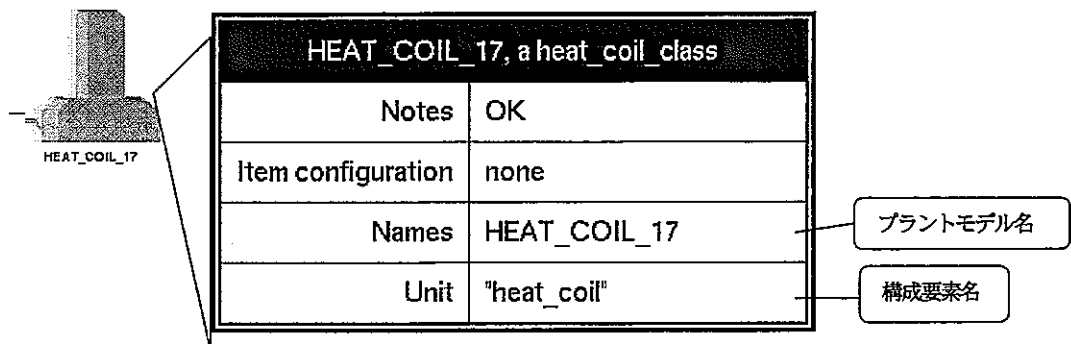 HEAT_COIL_17
HEAT_COIL_17, a heat_coil_class
Notes OK
Item configuration none
Names HEAT_COIL_17
プラントモデル名
Unit "heat_coil"
構成要素名